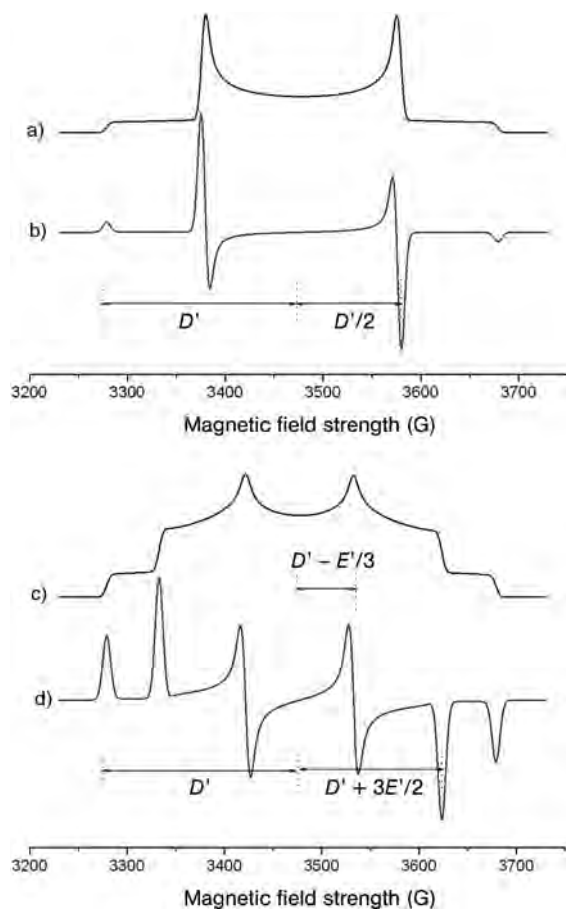 a)
b)
D'
D'/2
3200 3300 3400 3500 3600 3700
Magnetic field strength (G)
D' – E'/3
c)
d)
D'
D' + 3E'/2
3200 3300 3400 3500 3600 3700
Magnetic field strength (G)